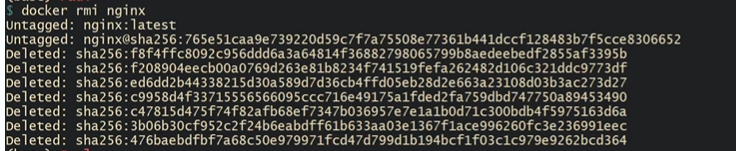 $ docker rmi nginx
Untagged: nginx:latest
Untagged: nginx@sha256:765e51caa9e739220d59c7f7a75508e77361b441dccf128483b7f5cce8306652
Deleted: sha256:f8f4ffc8092c956ddd6a3a64814f36882798065799b8aedeebedf2855af3395b
Deleted: sha256:f208904eecb00a0769d263e81b8234f741519fefa262482d106c321ddc9773df
Deleted: sha256:ed6dd2b44338215d30a589d7d36cb4ffd05eb28d2e663a23108d03b3ac273d27
Deleted: sha256:c9958d4f33715556566095ccc716e49175a1fded2fa759dbd747750a89453490
Deleted: sha256:c47815d475f74f82afb68ef7347b036957e7e1a1b0d71c300bdb4f5975163d6a
Deleted: sha256:3b06b30cf952c2f24b6eabdff61b633aa03e1367f1ace996260fc3e236991eec
Deleted: sha256:476baebdfbf7a68c50e979971fcd47d799d1b194bcf1f03c1c979e9262bcd364